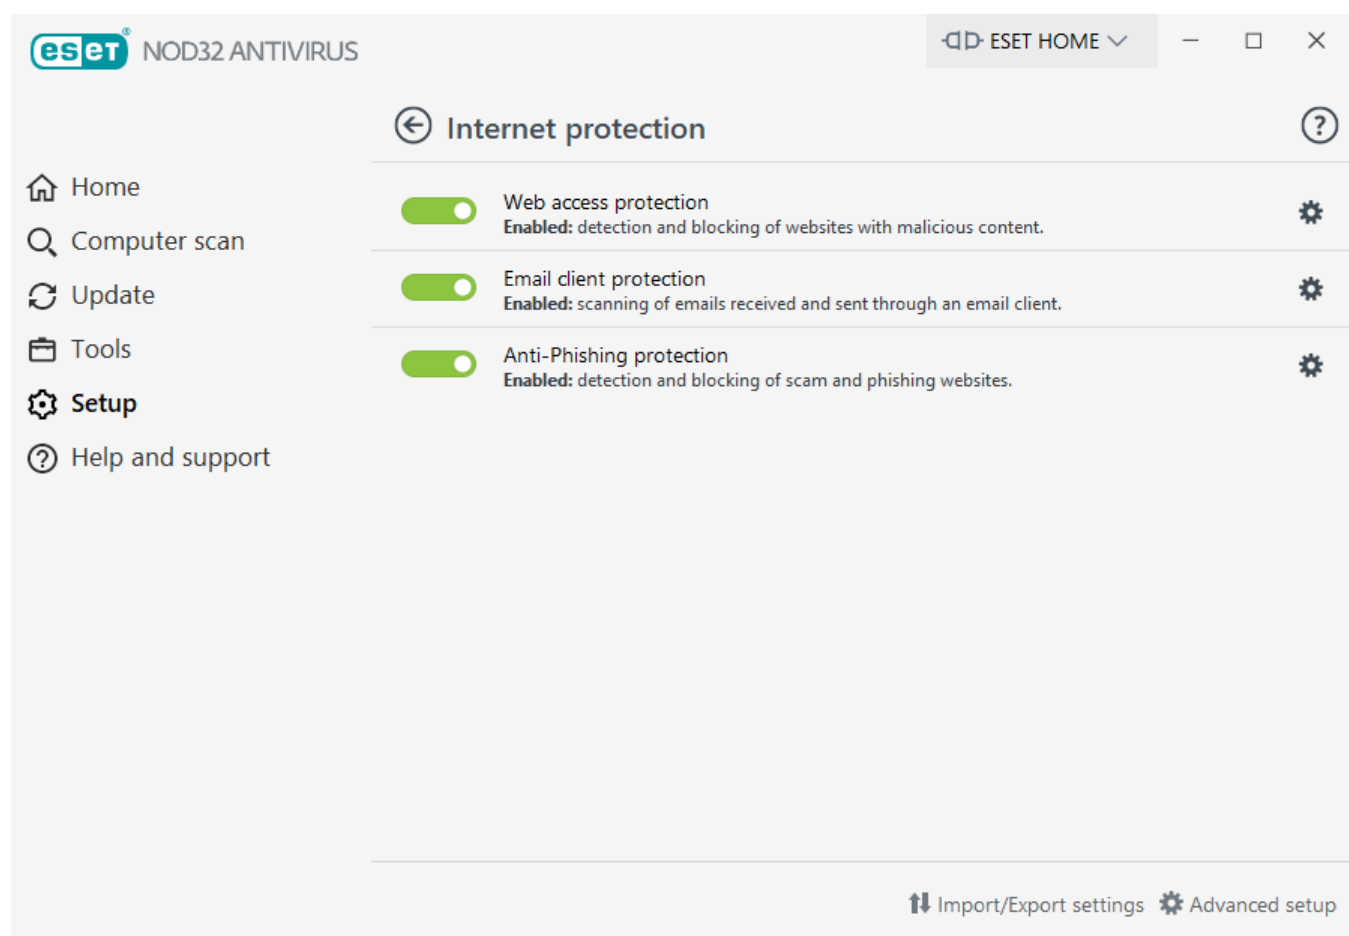 eset® NOD32 ANTIVIRUS
ESET HOME
Internet protection
Home
Computer scan
Update
Tools
Setup
Help and support
Web access protection
Enabled: detection and blocking of websites with malicious content.
Email client protection
Enabled: scanning of emails received and sent through an email client.
Anti-Phishing protection
Enabled: detection and blocking of scam and phishing websites.
Import/Export settings Advanced setup